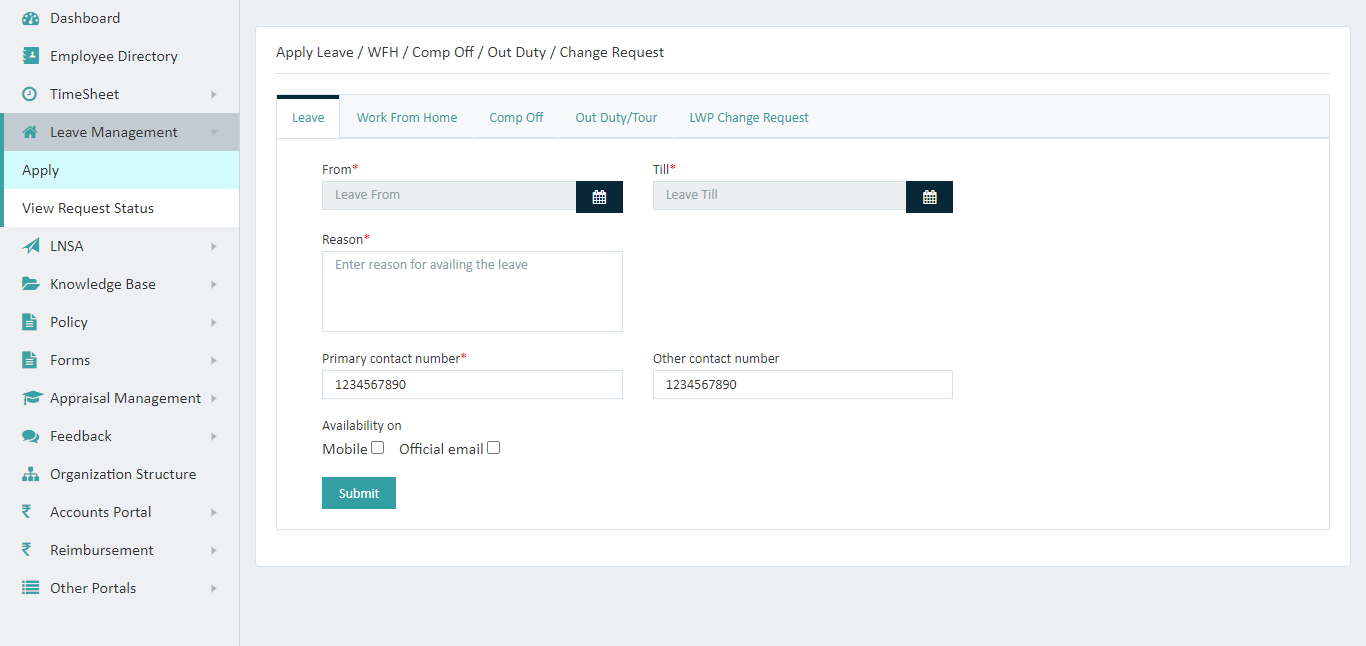 Dashboard
Employee Directory
TimeSheet
Leave Management
Apply
View Request Status
LNSA
Knowledge Base
Policy
Forms
Appraisal Management
Feedback
Organization Structure
Accounts Portal
Reimbursement
Other Portals
Apply Leave / WFH / Comp Off / Out Duty / Change Request
Leave Work From Home Comp Off Out Duty/Tour LWP Change Request
From* Till*
Leave From Leave Till
Reason*
Enter reason for availing the leave
Primary contact number* Other contact number
1234567890 1234567890
Availability on
Mobile Official email
Submit